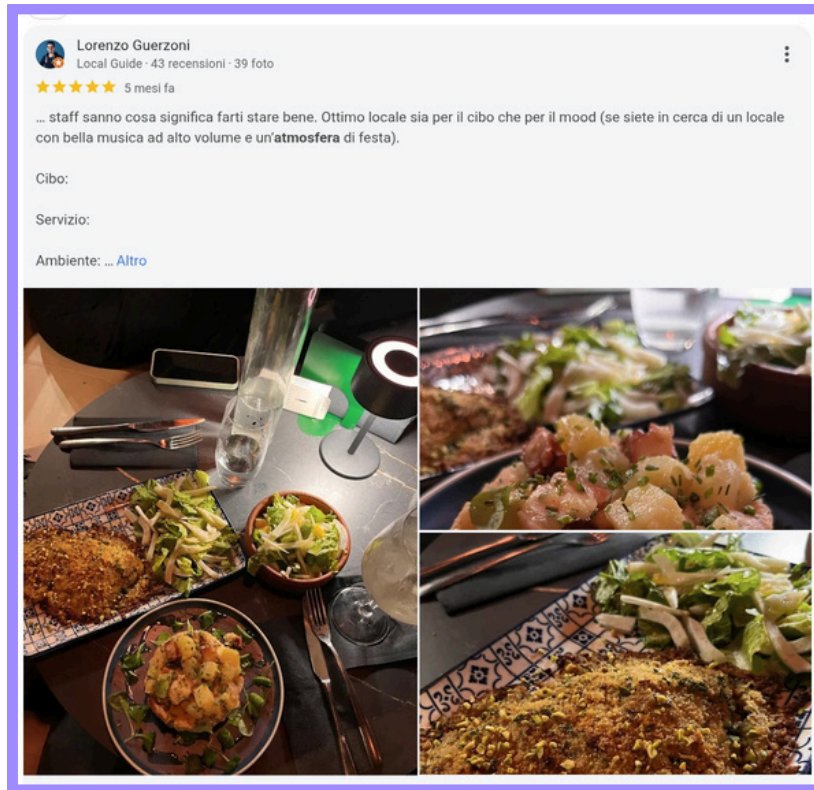 Lorenzo Guerzoni
Local Guide · 43 recensioni · 39 foto
5 mesi fa
... staff sanno cosa significa farti stare bene. Ottimo locale sia per il cibo che per il mood (se siete in cerca di un locale
con bella musica ad alto volume e un'atmosfera di festa).
Cibo:
Servizio:
Ambiente: ... Altro